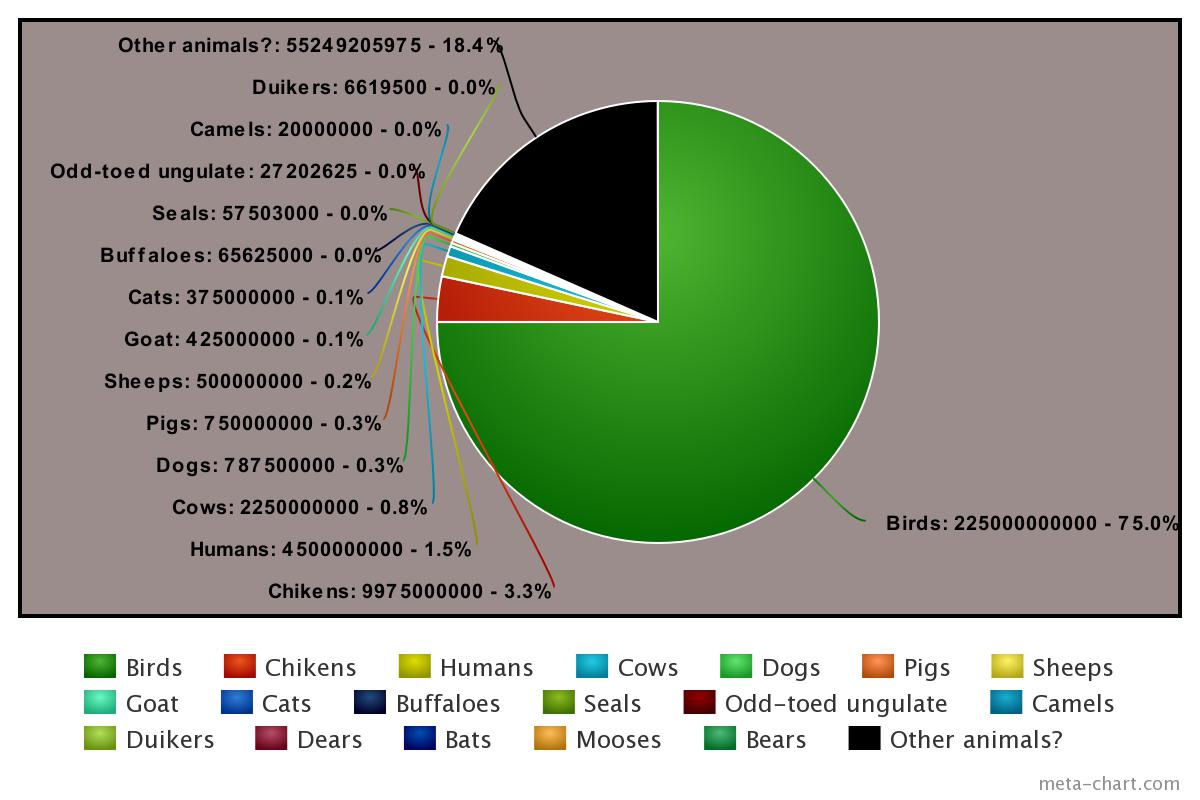 Other animals?: 55249205975 - 18.4%
Duikers: 6619500 - 0.0%
Camels: 20000000 - 0.0%
Odd-toed ungulate: 27202625 - 0.0%
Seals: 57503000 - 0.0%
Buffaloes: 65625000 - 0.0%
Cats: 375000000 - 0.1%
Goat: 425000000 - 0.1%
Sheeps: 500000000 - 0.2%
Pigs: 750000000 - 0.3%
Dogs: 787500000 - 0.3%
Cows: 2250000000 - 0.8%
Birds: 225000000000 - 75.0%
Humans: 4500000000 - 1.5%
Chikens: 9975000000 - 3.3%
Birds Chikens Humans Cows Dogs Pigs Sheeps
Goat Cats Buffaloes Seals Odd-toed ungulate Camels
Duikers Dears Bats Mooses Bears Other animals?
meta-chart.com